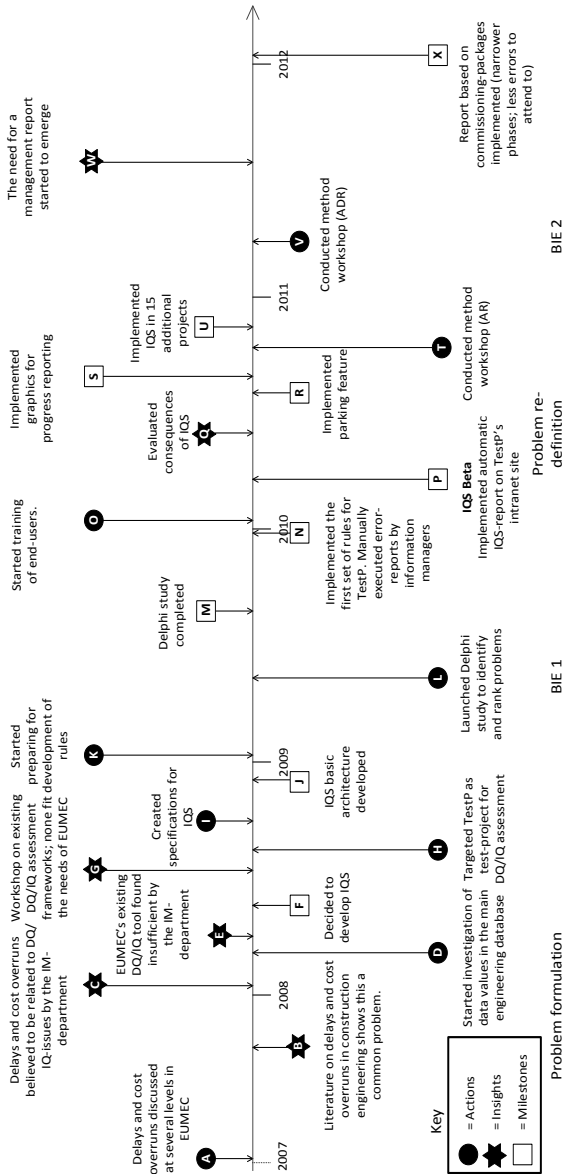 Delays and cost
overruns discussed
at several levels in
EUMEC
A
2007
Literature on delays and cost
overruns in construction
engineering shows this a
common problem.
B
Delays and cost overruns
believed to be related to DQ/
IQ-issues by the IM-
department
C
2008
Started investigation of
data values in the main
engineering database
D
EUMEC's existing
DQ/IQ tool found
insufficient by
the IM-
department
E
Decided to
develop IQS
F
Workshop on existing
DQ/IQ assessment
frameworks; none fit
the needs of EUMEC
G
Targeted TestP as
test-project for
DQ/IQ assessment
H
Created
specifications for
IQS
I
IQS basic
architecture
developed
J
2009
Started
preparing for
development of
rules
K
Launched Delphi
study to identify
and rank problems
L
Delphi study
completed
M
Implemented the
first set of rules for
TestP. Manually
executed error-
reports by
information
managers
N
2010
Started training
of end-users.
O
IQS Beta
Implemented automatic
IQS-report on TestP's
intranet site
P
Evaluated
consequences
of IQS
Q
Implemented
parking feature
R
Implemented
graphics for
progress reporting
S
Conducted method
workshop (AR)
T
Implemented
IQS in 15
additional
projects
U
2011
Conducted method
workshop (ADR)
V
The need for a
management report
started to emerge
W
2012
Report based on
commissioning-packages
implemented (narrower
phases; less errors to
attend to)
X
Problem formulation
BIE 1
Problem re-
definition
BIE 2
Key
= Actions
= Insights
= Milestones